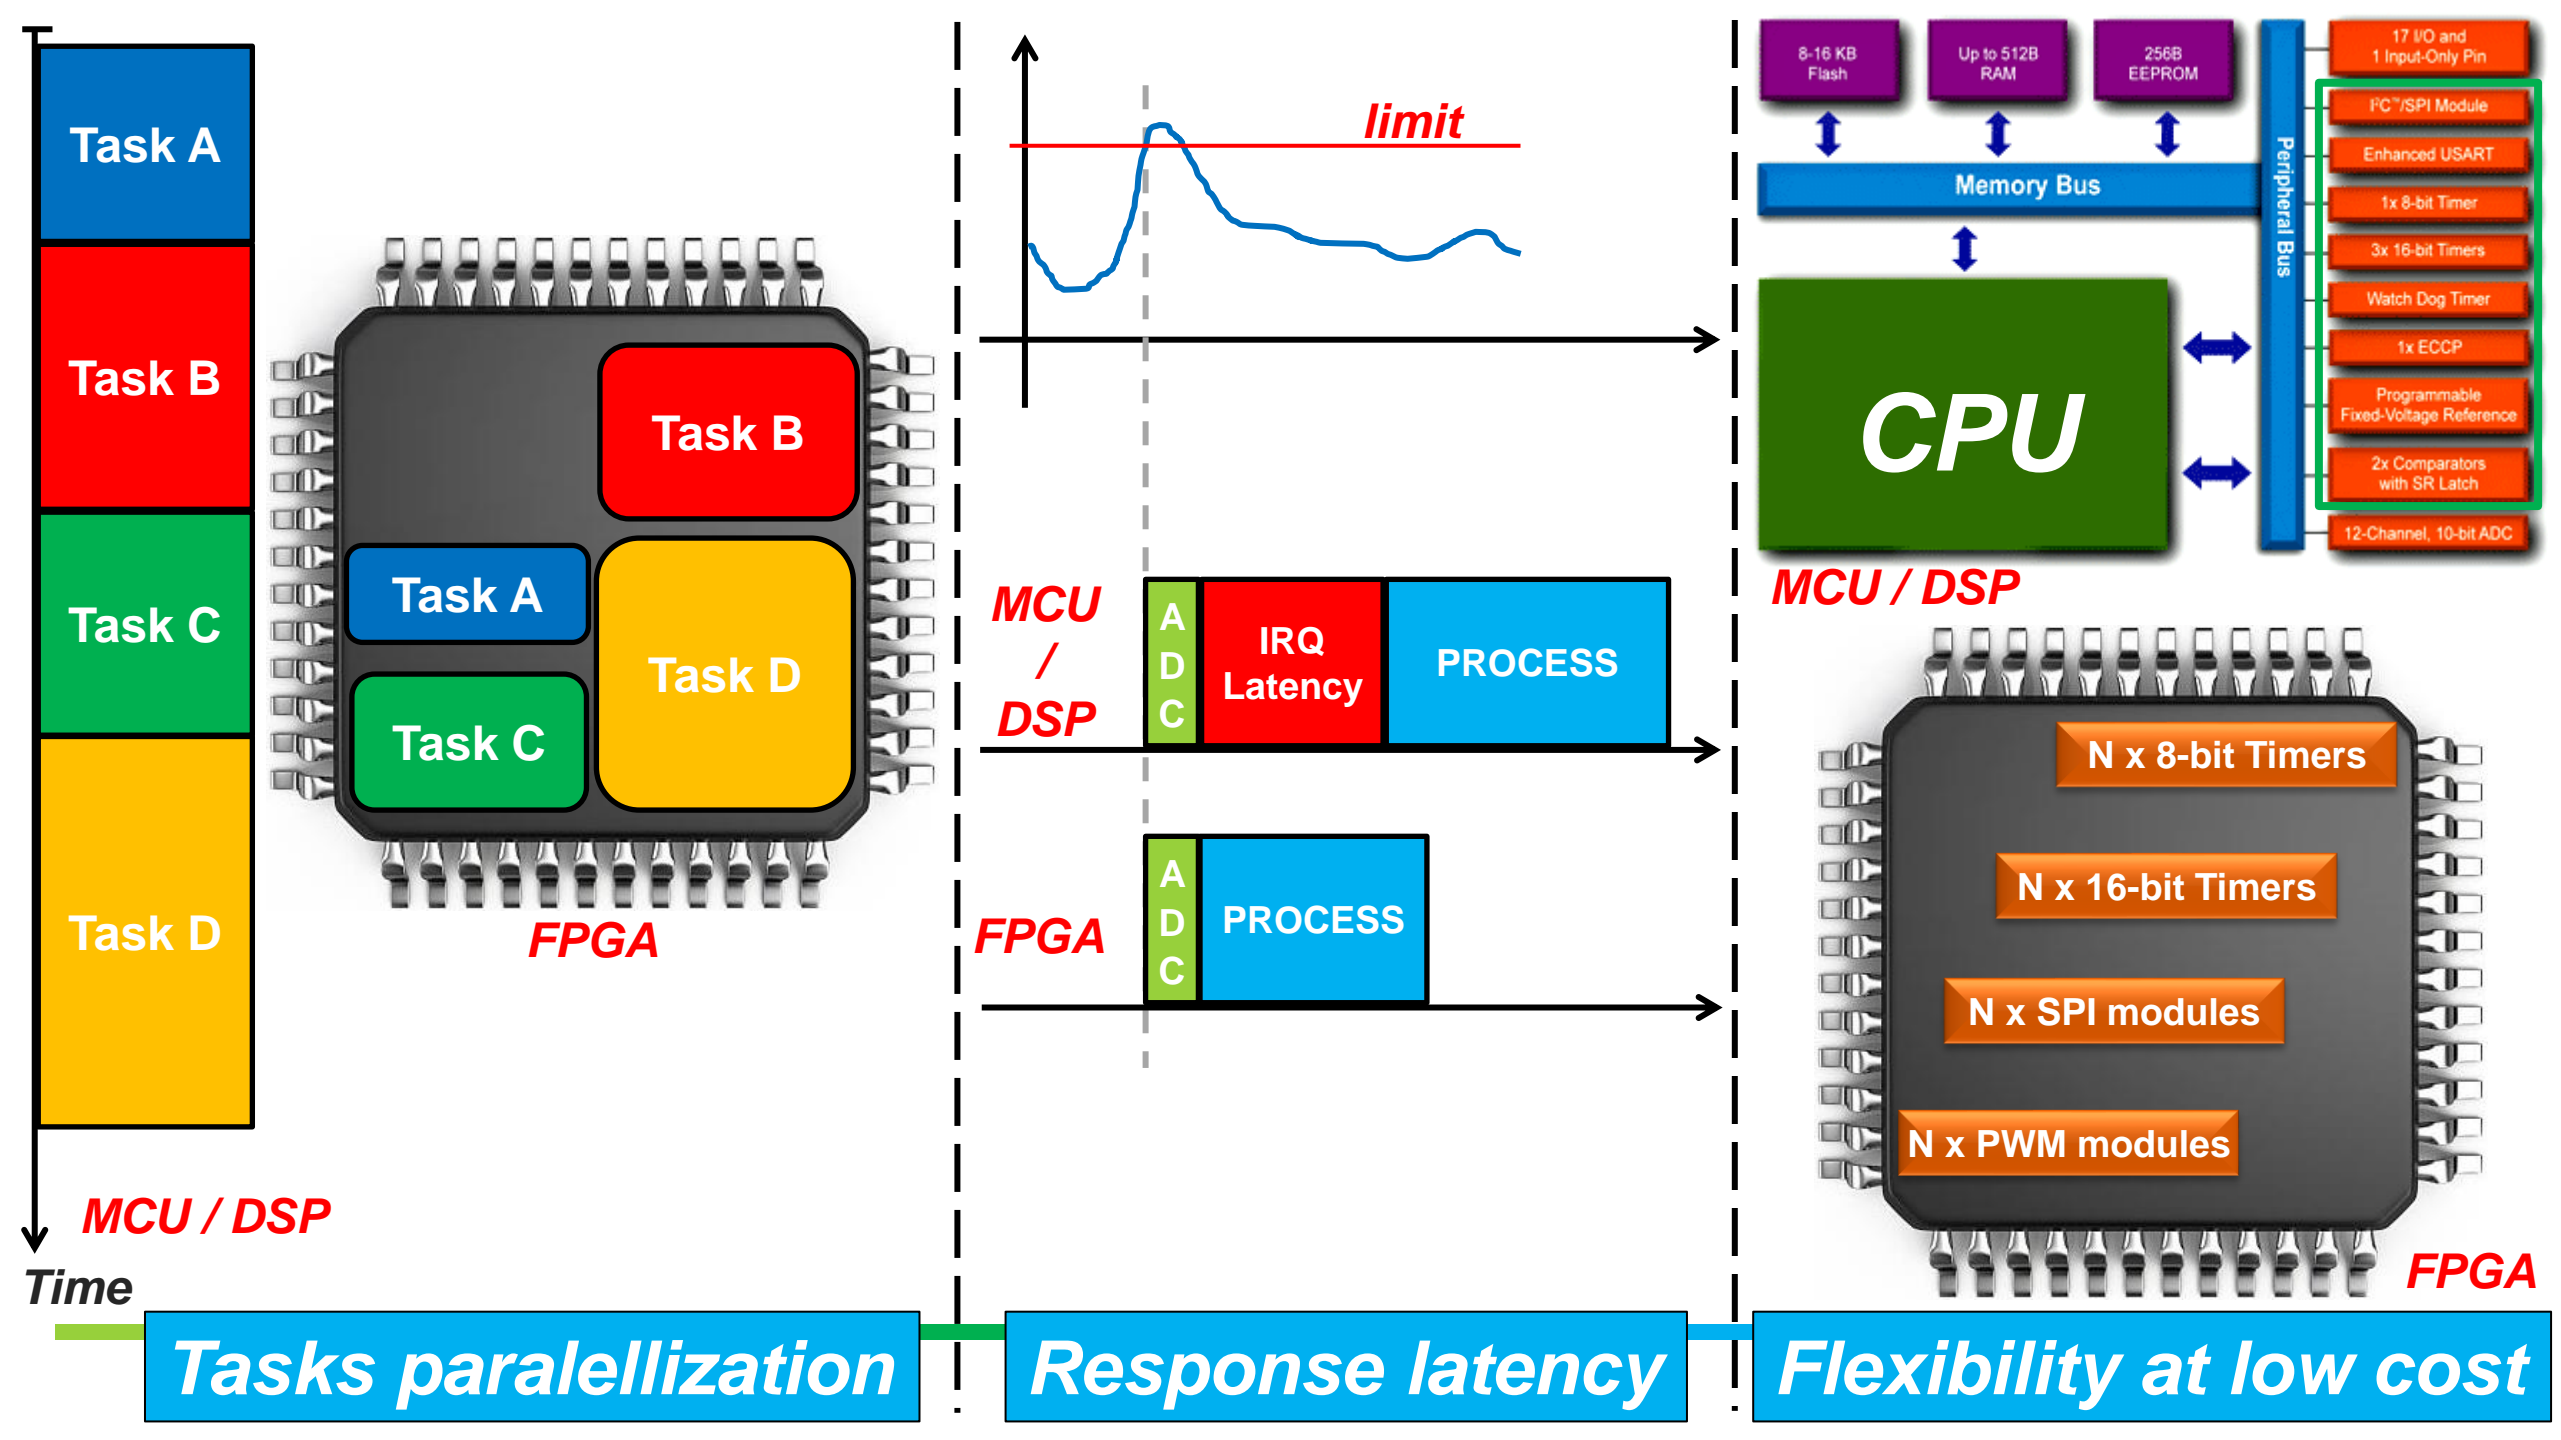 Task A
Task B
Task C
Task D
MCU / DSP
Time
Task B
Task A
Task D
Task C
FPGA
Tasks paralellization
limit
MCU
/
DSP
A
D
C
IRQ
Latency
PROCESS
FPGA
A
D
C
PROCESS
Response latency
8-16 KB
Flash
Up to 512B
RAM
256B
EEPROM
Memory Bus
Peripheral Bus
CPU
17 I/O and
1 Input-Only Pin
I²C™/SPI Module
Enhanced USART
1x 8-bit Timer
3x 16-bit Timers
Watch Dog Timer
1x ECCP
Programmable
Fixed-Voltage Reference
2x Comparators
with SR Latch
12-Channel, 10-bit ADC
MCU / DSP
N x 8-bit Timers
N x 16-bit Timers
N x SPI modules
N x PWM modules
FPGA
Flexibility at low cost